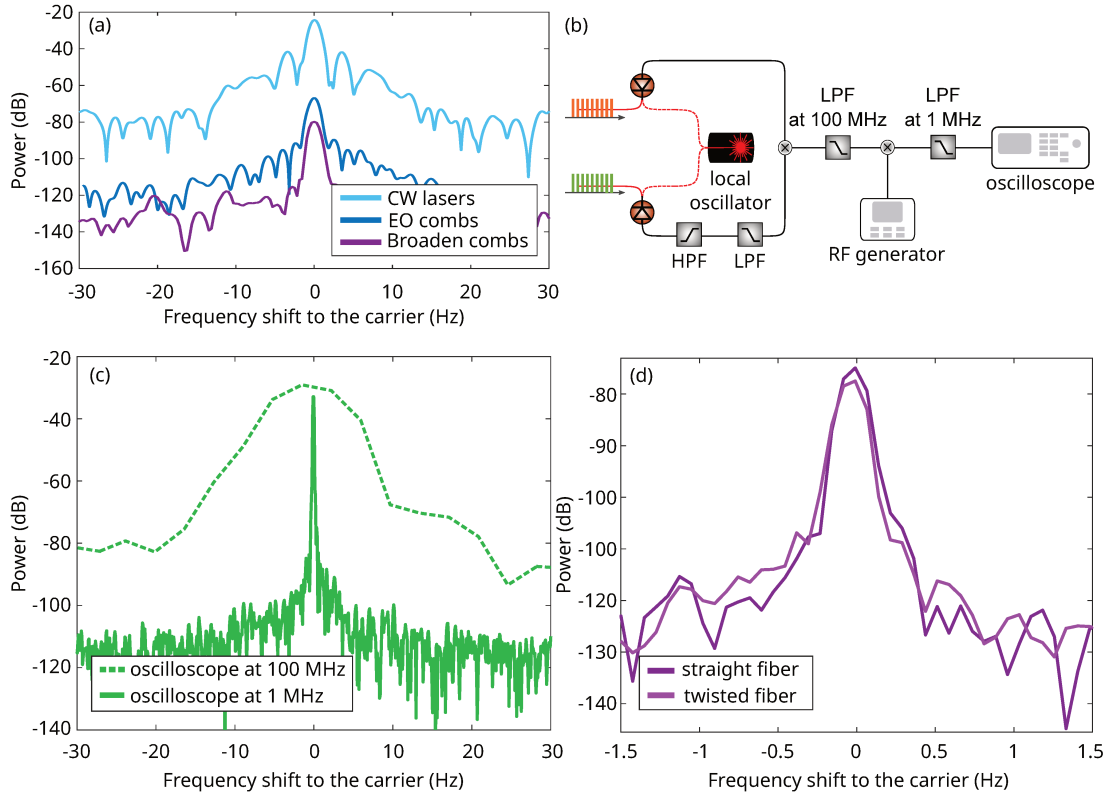 (a)
-20
-40
-60
-80
-100
-120
-140
-160
Power (dB)
CW lasers
EO combs
Broaden combs
-30 -20 -10 0 10 20 30
Frequency shift to the carrier (Hz)
(b)
LPF
at 100 MHz
LPF
at 1 MHz
local
oscillator
oscilloscope
HPF
LPF
RF generator
(c)
-20
-40
-60
-80
-100
-120
-140
Power (dB)
oscilloscope at 100 MHz
oscilloscope at 1 MHz
-30 -20 -10 0 10 20 30
Frequency shift to the carrier (Hz)
(d)
-80
-90
-100
-100
-120
-130
-140
Power (dB)
straight fiber
twisted fiber
-1.5 -1 -0.5 0 0.5 1 1.5
Frequency shift to the carrier (Hz)